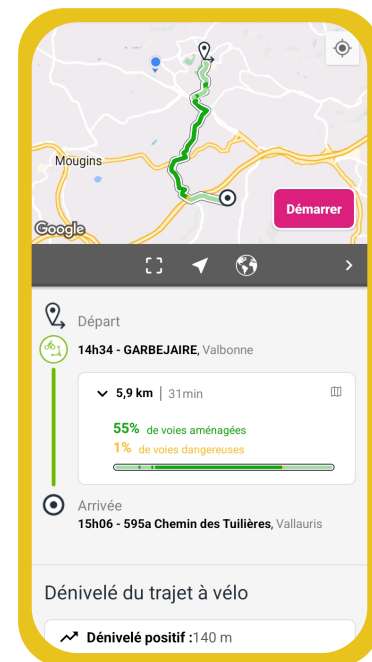 Mougins
Google
Démarrer
Départ
14h34 - GARBEJAIRE, Valbonne
5,9 km | 31min
55% de voies aménagées
1% de voies dangereuses
Arrivée
15h06 - 595a Chemin des Tuilières, Vallauris
Dénivelé du trajet à vélo
Dénivelé positif :140 m